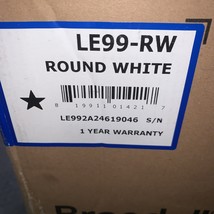 LE99-RW
ROUND WHITE
8 19911 01421 7
LE992A24619046 S/N
1 YEAR WARRANTY